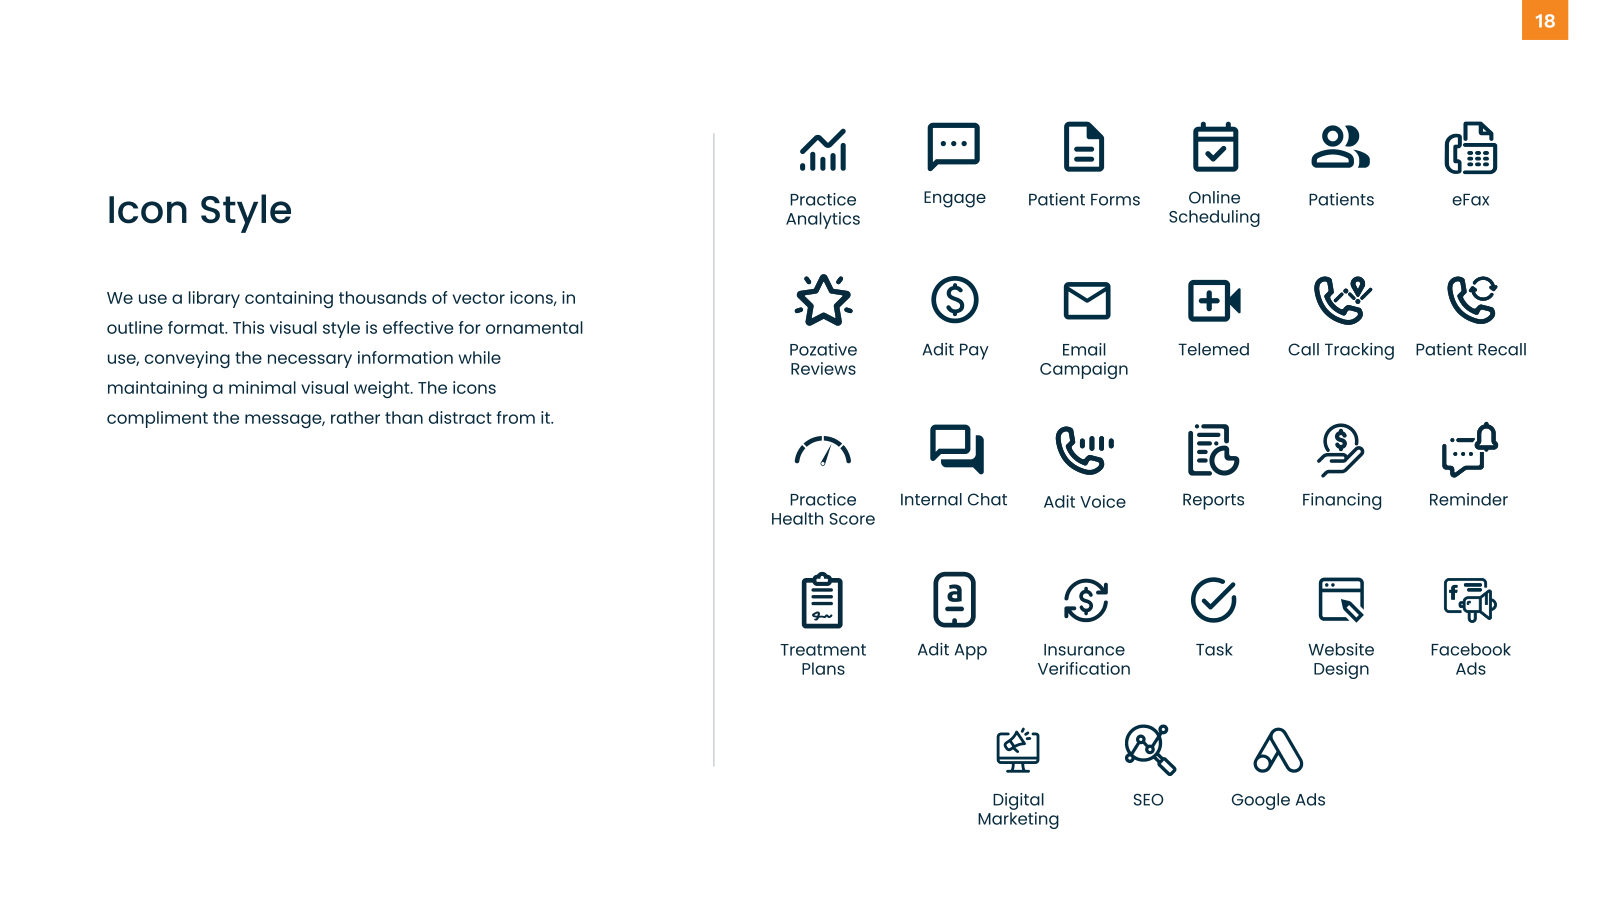 18
Icon Style
We use a library containing thousands of vector icons, in
outline format. This visual style is effective for ornamental
use, conveying the necessary information while
maintaining a minimal visual weight. The icons
compliment the message, rather than distract from it.
Practice
Analytics
Engage
Patient Forms
Online
Scheduling
Patients
eFax
Pozative
Reviews
Adit Pay
Email
Campaign
Telemed
Call Tracking
Patient Recall
Practice
Health Score
Internal Chat
Adit Voice
Reports
Financing
Reminder
Treatment
Plans
a
Adit App
Insurance
Verification
Task
Website
Design
f
Facebook
Ads
Digital
Marketing
SEO
Google Ads